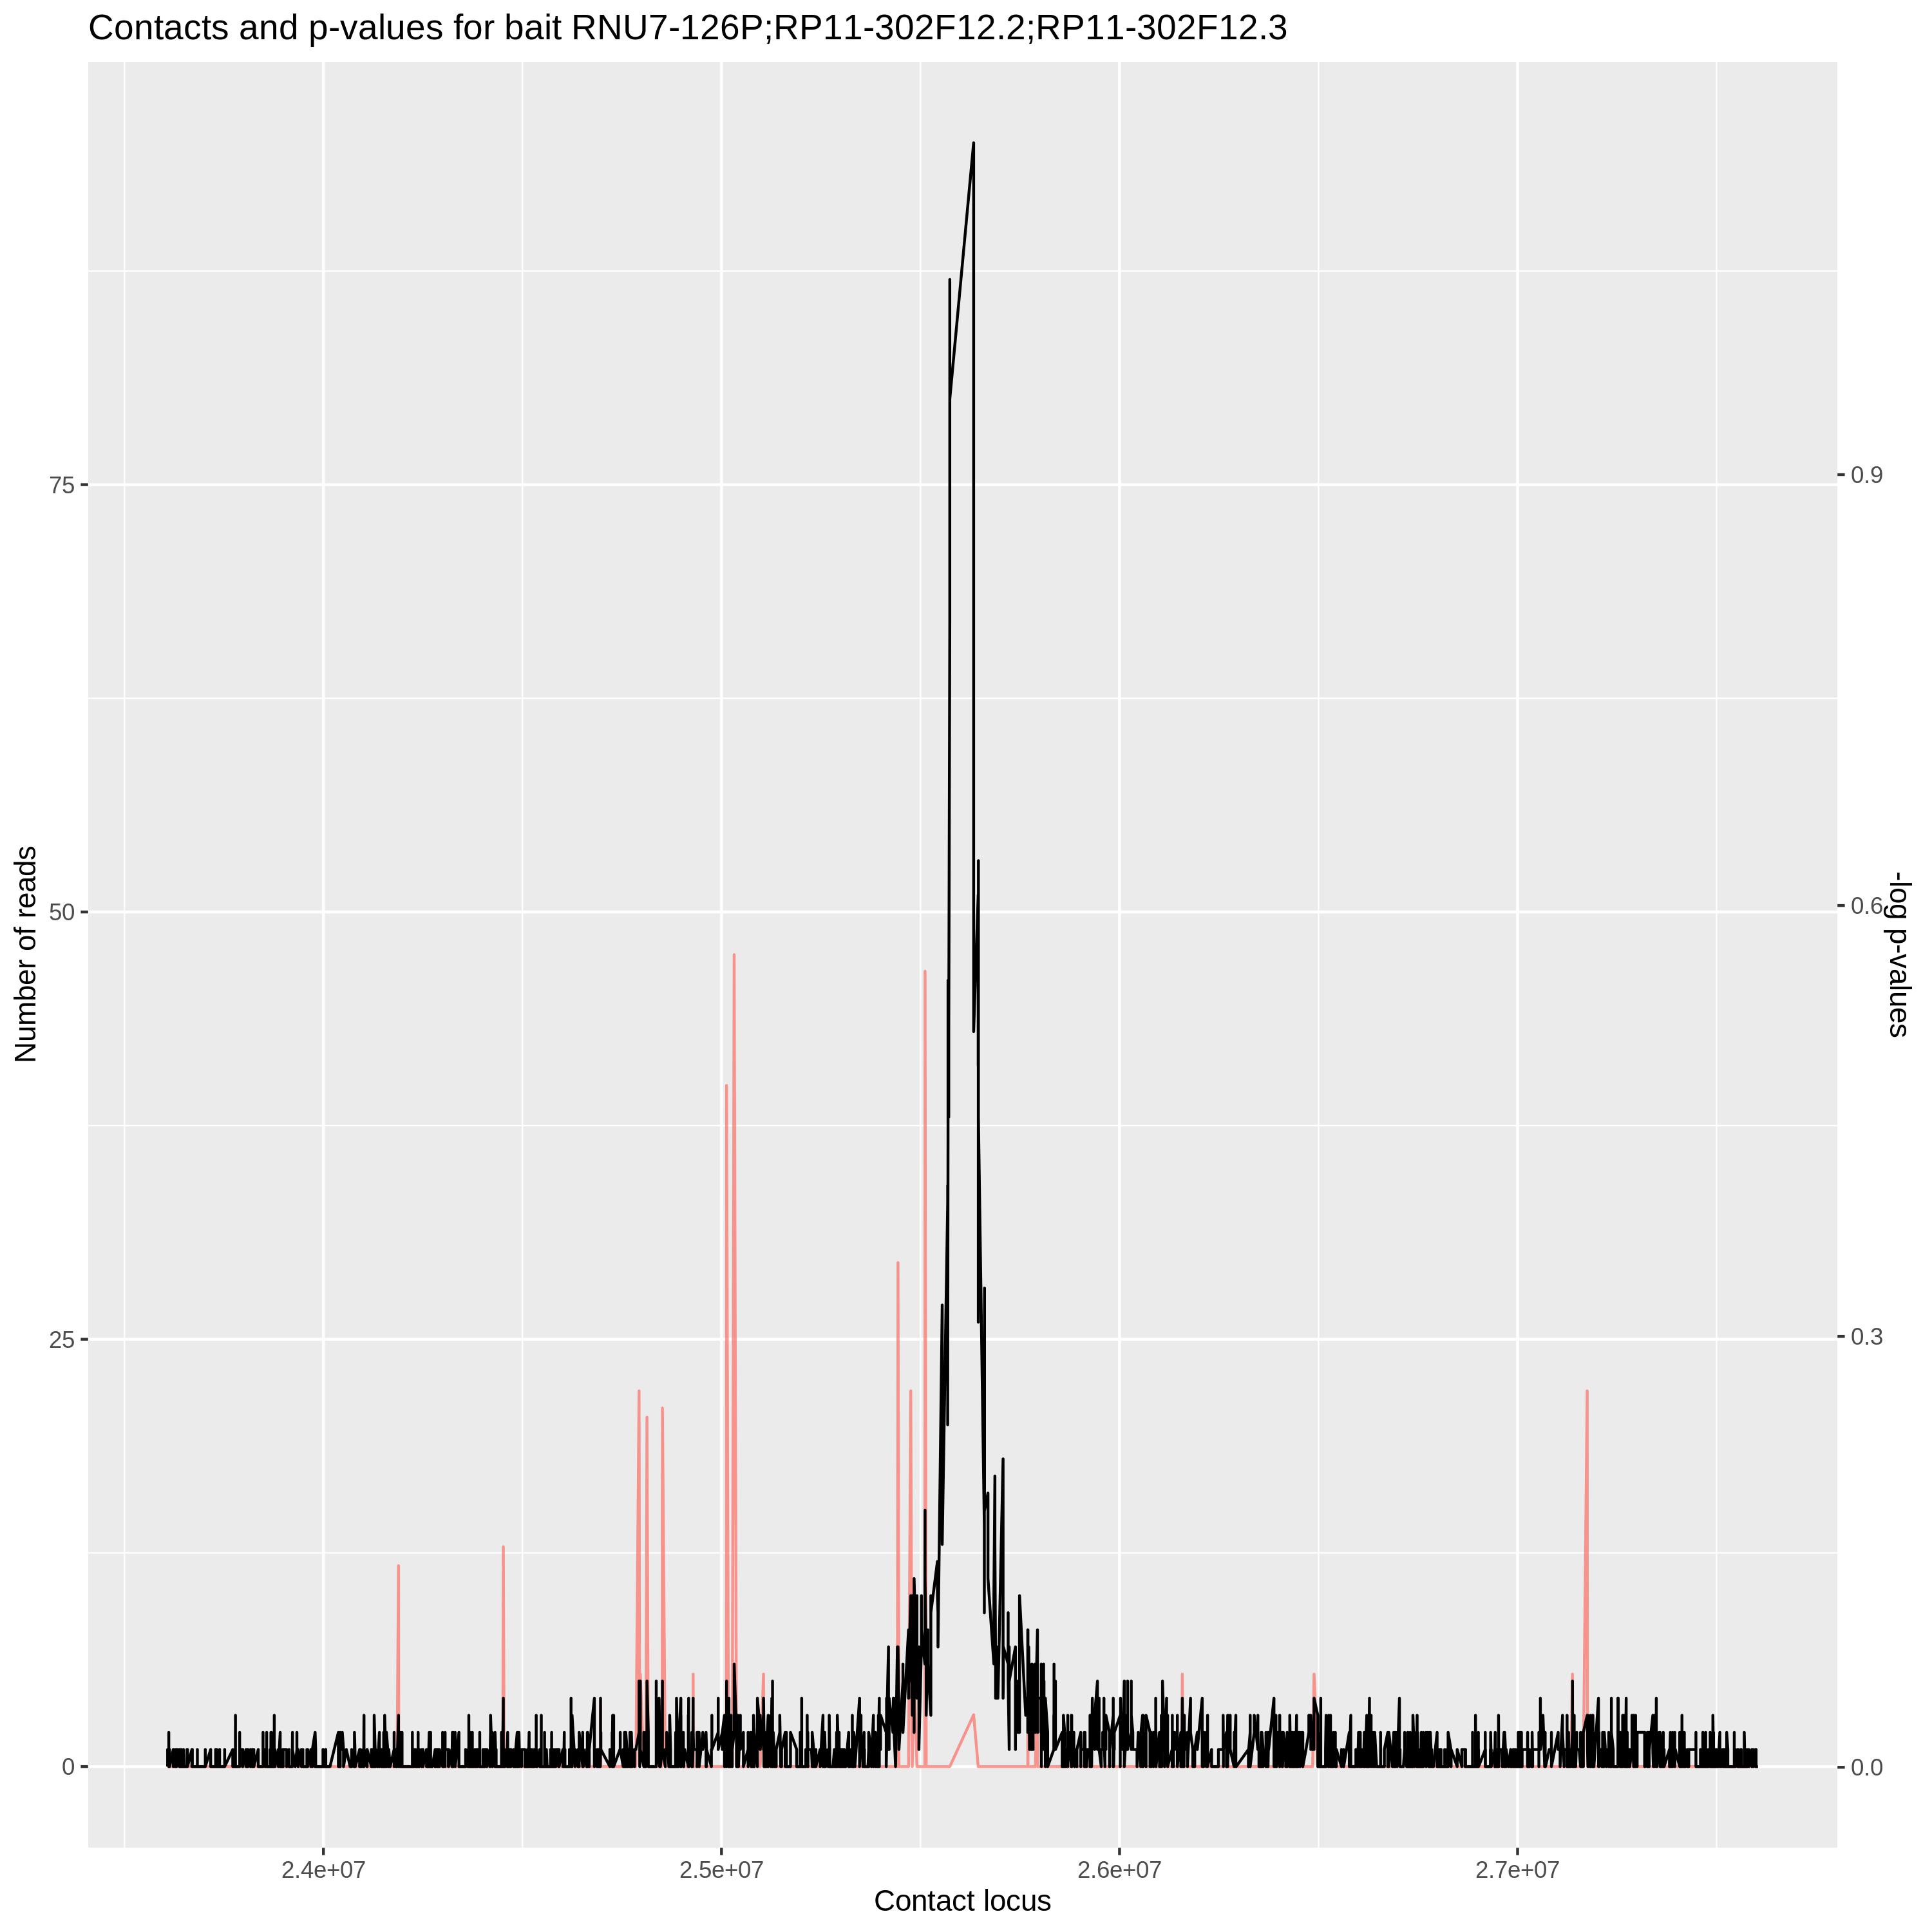 Contacts and p-values for bait RNU7-126P;RP11-302F12.2;RP11-302F12.3
Number of reads
75
50
25
0
0.9
0.6
0.3
0.0
-log p-values
2.4e+07 2.5e+07 2.6e+07 2.7e+07
Contact locus